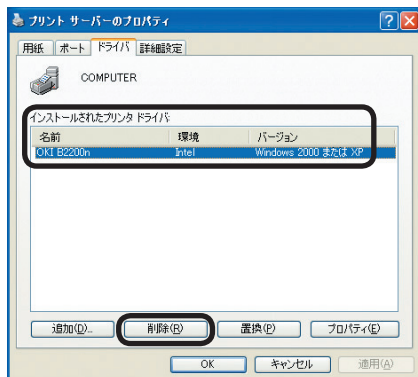 プリント サーバーのプロパティ
用紙 ポート ドライバ 詳細設定
COMPUTER
インストールされたプリンタ ドライバ:
名前 環境 バージョン
OKI B2200n Intel Windows 2000 または XP
追加(D)... 削除(R) 置換(P) プロパティ(E)
OK キャンセル 適用(A)